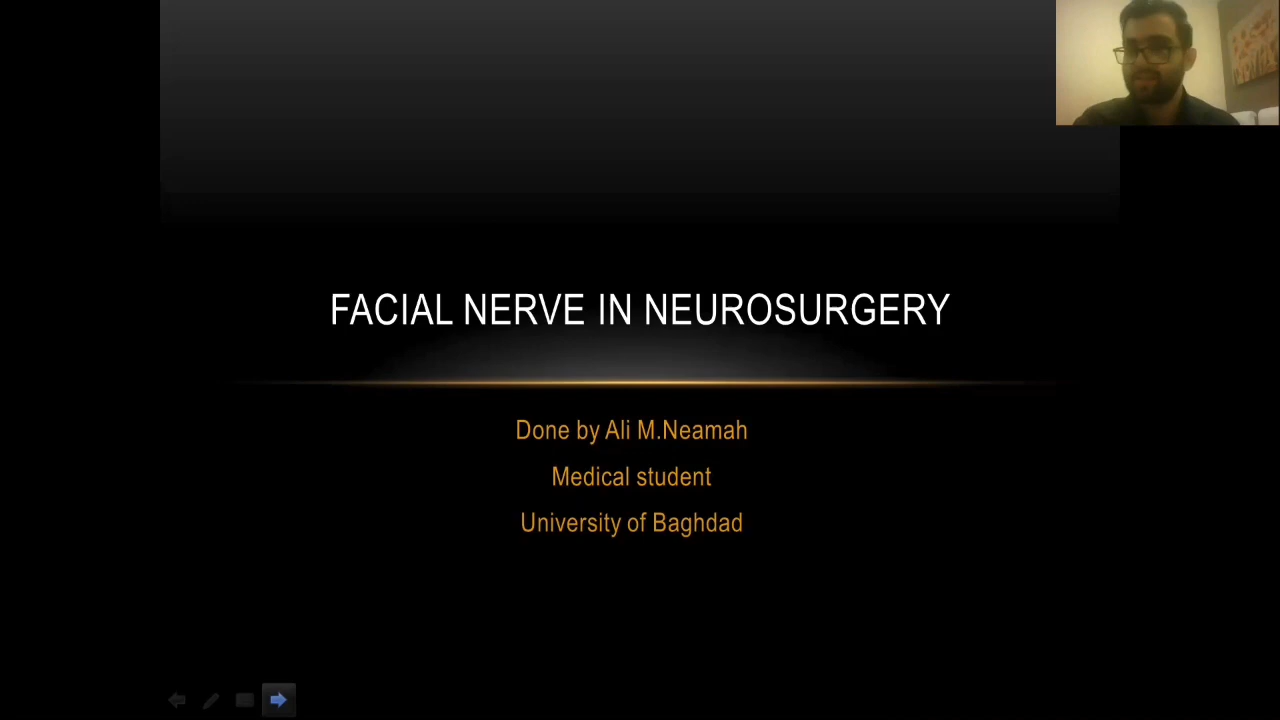 FACIAL NERVE IN NEUROSURGERY
Done by Ali M.Neamah
Medical student
University of Baghdad